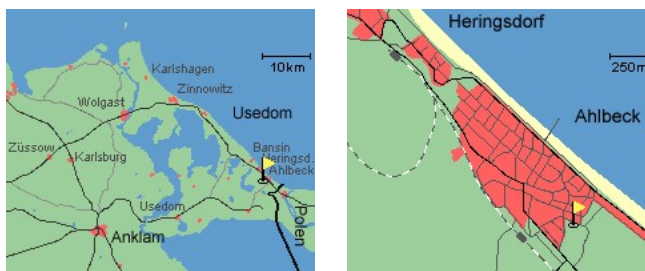 Karlshagen
10km
Zinnowitz
Wolgast
Usedom
Züssow
Karlsburg
Bansin
Heringsd.
Ahlbeck
Usedom
Polen
Anklam
Heringsdorf
250m
Ahlbeck